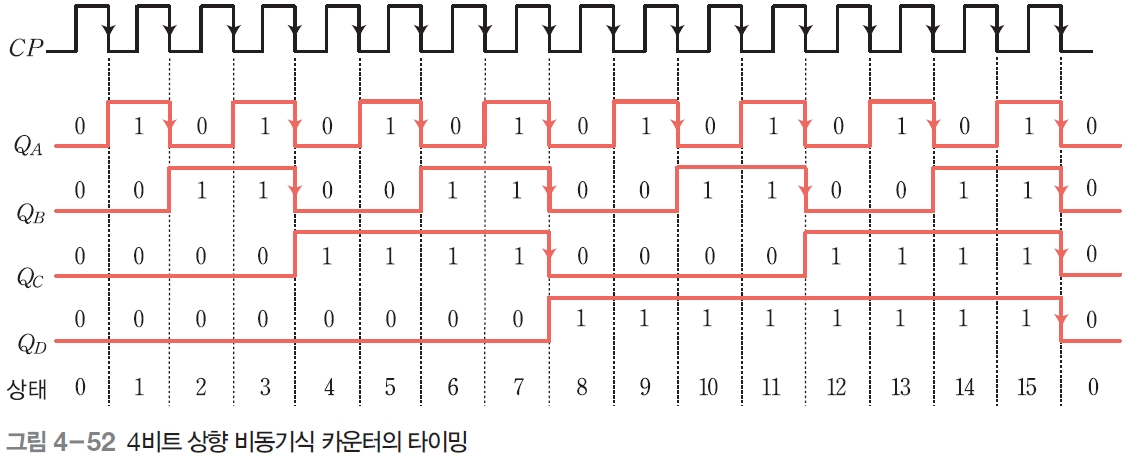 CP
Q_A 0 1 0 1 0 1 0 1 0 1 0 1 0 1 0 1 0
Q_B 0 0 1 1 0 0 1 1 0 0 1 1 0 0 1 1 0
Q_C 0 0 0 0 1 1 1 1 0 0 0 0 1 1 1 1 0
Q_D 0 0 0 0 0 0 0 0 1 1 1 1 1 1 1 1 0
상태 0 1 2 3 4 5 6 7 8 9 10 11 12 13 14 15 0
그림 4-52 4비트 상향 비동기식 카운터의 타이밍